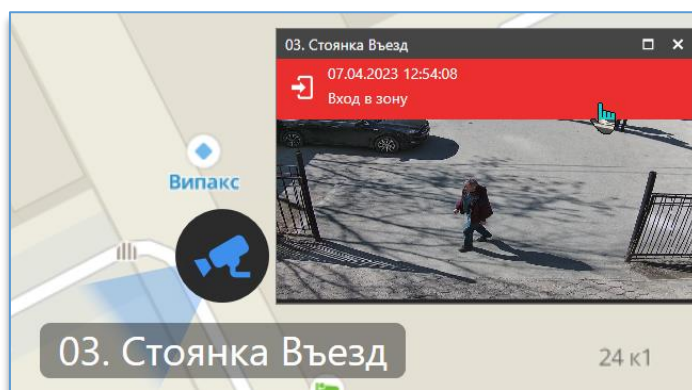 03. Стоянка Въезд
07.04.2023 12:54:08
Вход в зону
Випакс
03. Стоянка Въезд
24 к1